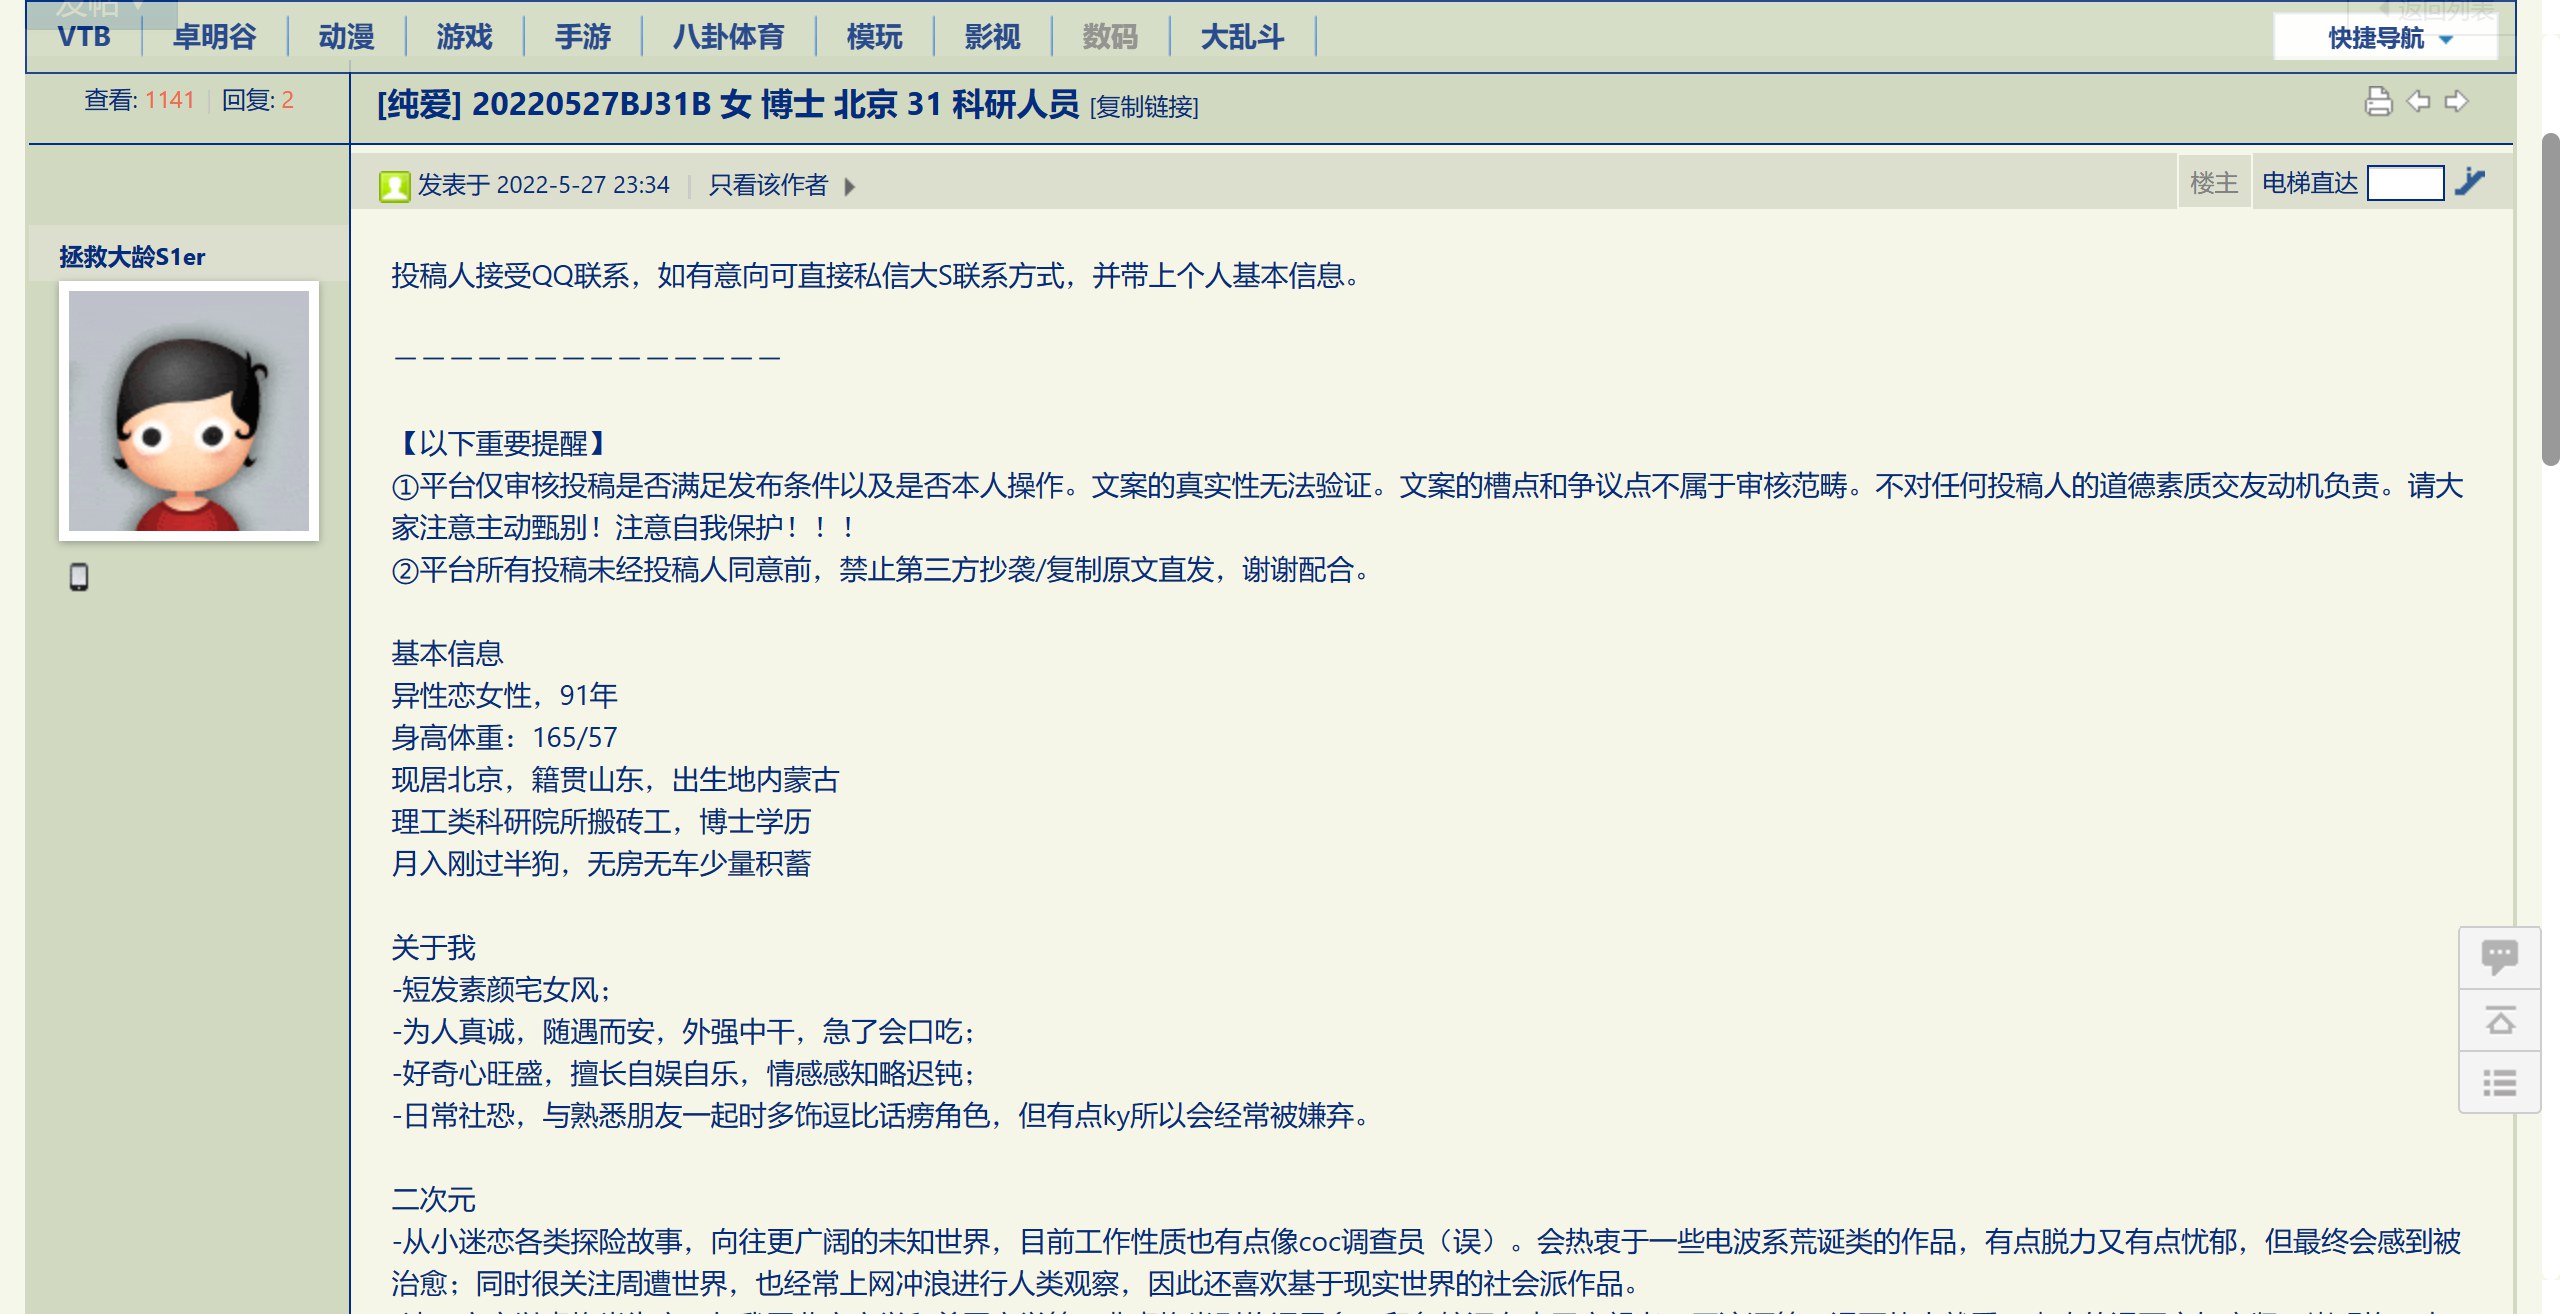 发帖
返回列表
VTB 卓明谷 动漫 游戏 手游 八卦体育 模玩 影视 数码 大乱斗 快捷导航
查看: 1141 回复: 2
[纯爱] 20220527BJ31B 女 博士 北京 31 科研人员 [复制链接]
发表于 2022-5-27 23:34 只看该作者
楼主 电梯直达
拯救大龄S1er
投稿人接受QQ联系，如有意向可直接私信大S联系方式，并带上个人基本信息。
——————————————
【以下重要提醒】
①平台仅审核投稿是否满足发布条件以及是否本人操作。文案的真实性无法验证。文案的槽点和争议点不属于审核范畴。不对任何投稿人的道德素质交友动机负责。请大
家注意主动甄别！注意自我保护！！！
②平台所有投稿未经投稿人同意前，禁止第三方抄袭/复制原文直发，谢谢配合。
基本信息
异性恋女性，91年
身高体重：165/57
现居北京，籍贯山东，出生地内蒙古
理工类科研院所搬砖工，博士学历
月入刚过半狗，无房无车少量积蓄
关于我
-短发素颜宅女风；
-为人真诚，随遇而安，外强中干，急了会口吃；
-好奇心旺盛，擅长自娱自乐，情感感知略迟钝；
-日常社恐，与熟悉朋友一起时多饰逗比话痨角色，但有点ky所以会经常被嫌弃。
二次元
-从小迷恋各类探险故事，向往更广阔的未知世界，目前工作性质也有点像coc调查员（误）。会热衷于一些电波系荒诞类的作品，有点脱力又有点忧郁，但最终会感到被
治愈；同时很关注周遭世界，也经常上网冲浪进行人类观察，因此还喜欢基于现实世界的社会派作品。